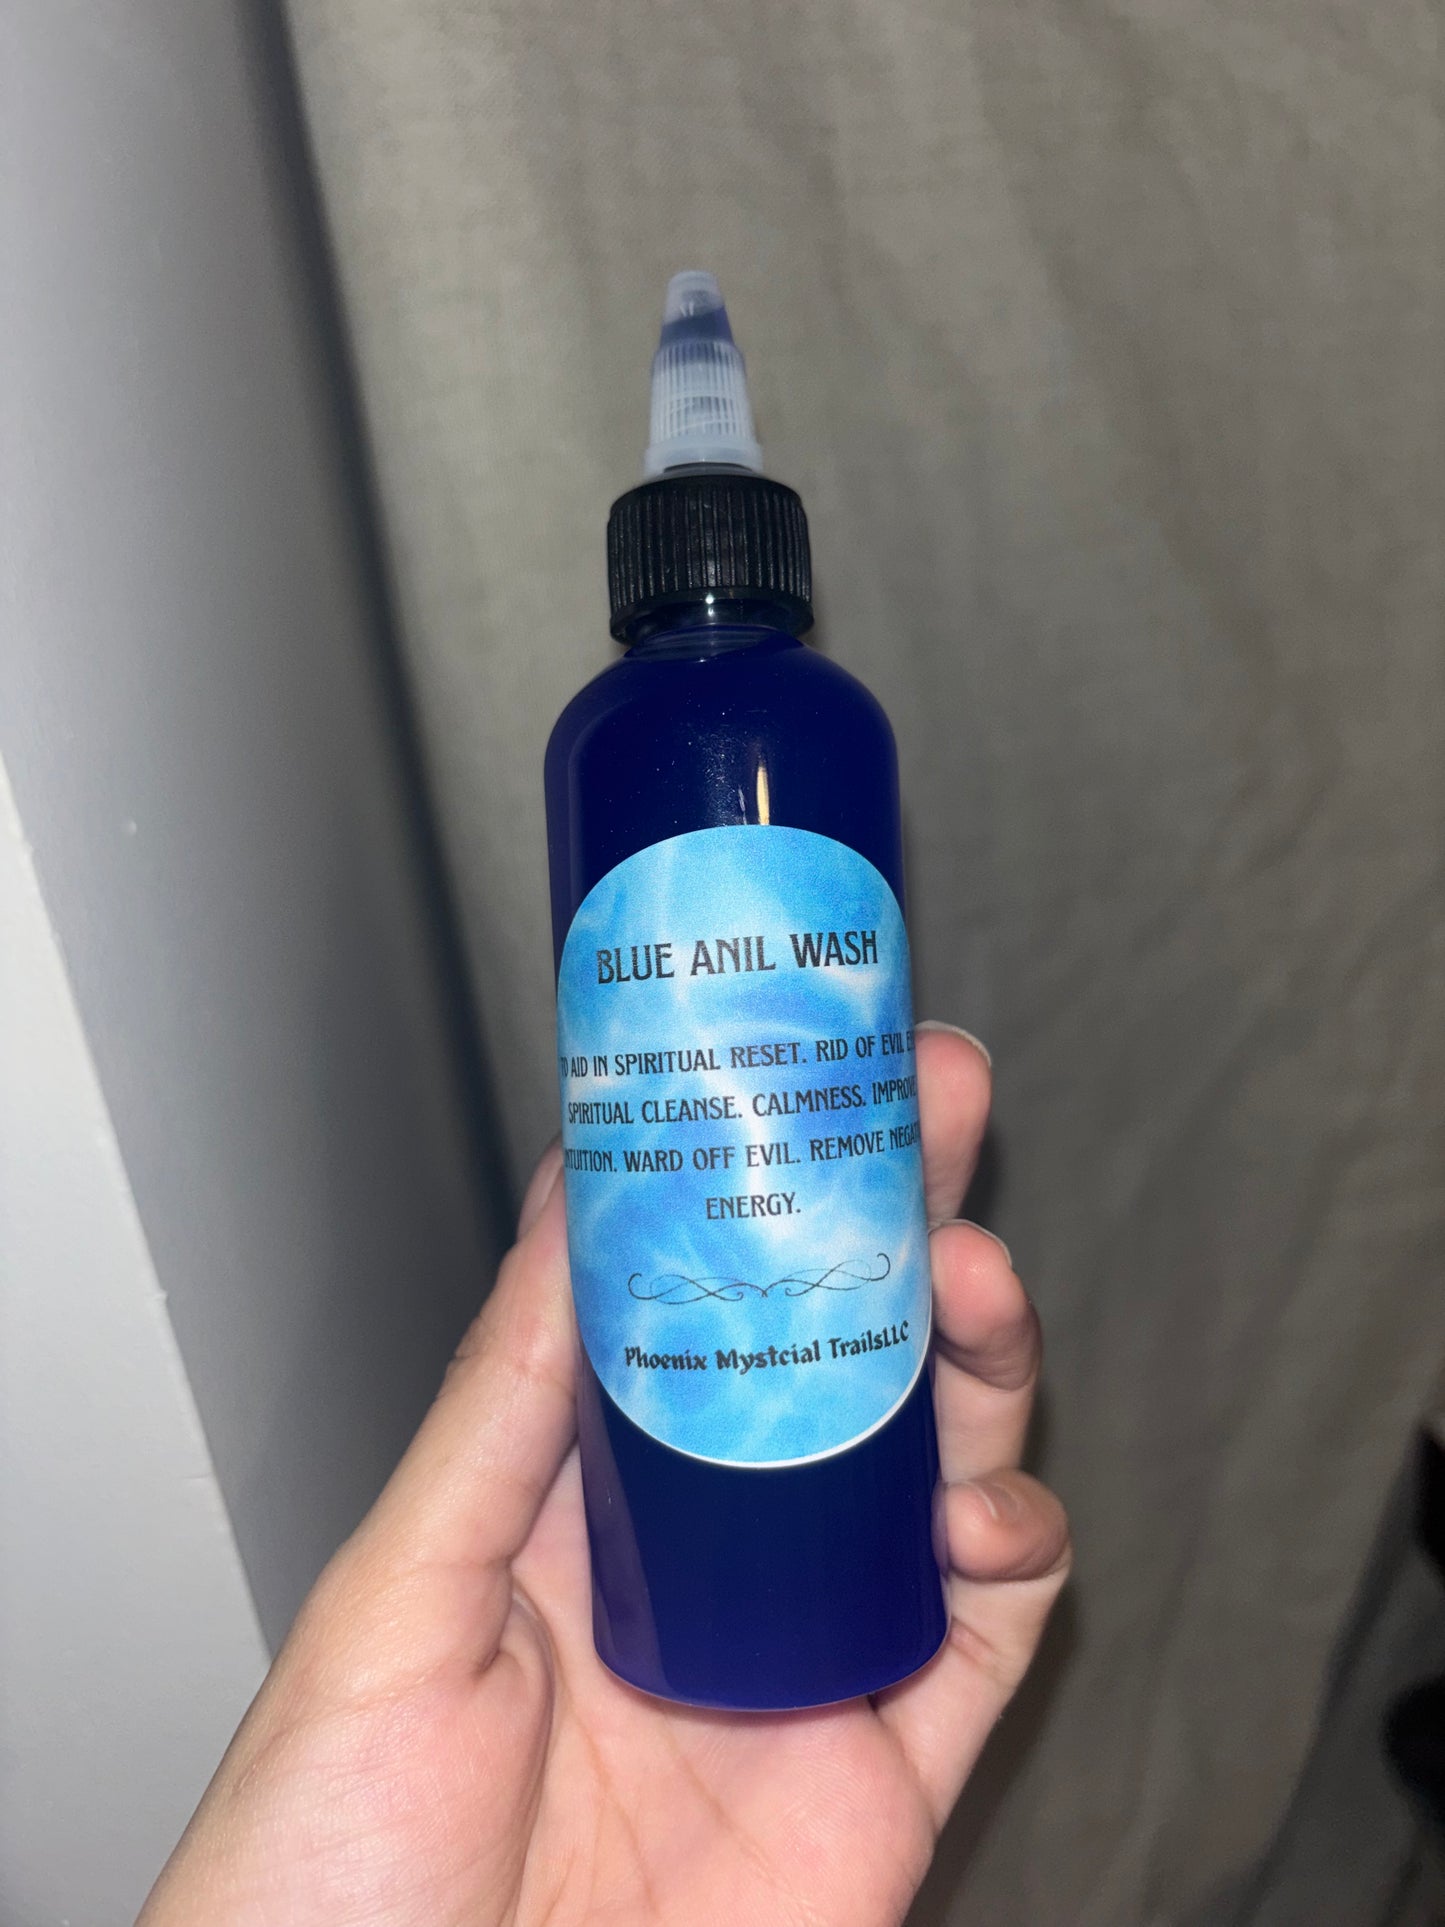 BLUE ANIL WASH
TO AID IN SPIRITUAL RESET. RID OF EVIL
SPIRITUAL CLEANSE. CALMNESS. IMPROVE
INTUITION. WARD OFF EVIL. REMOVE
ENERGY.
Phoenix Mystcial TrailsLLC